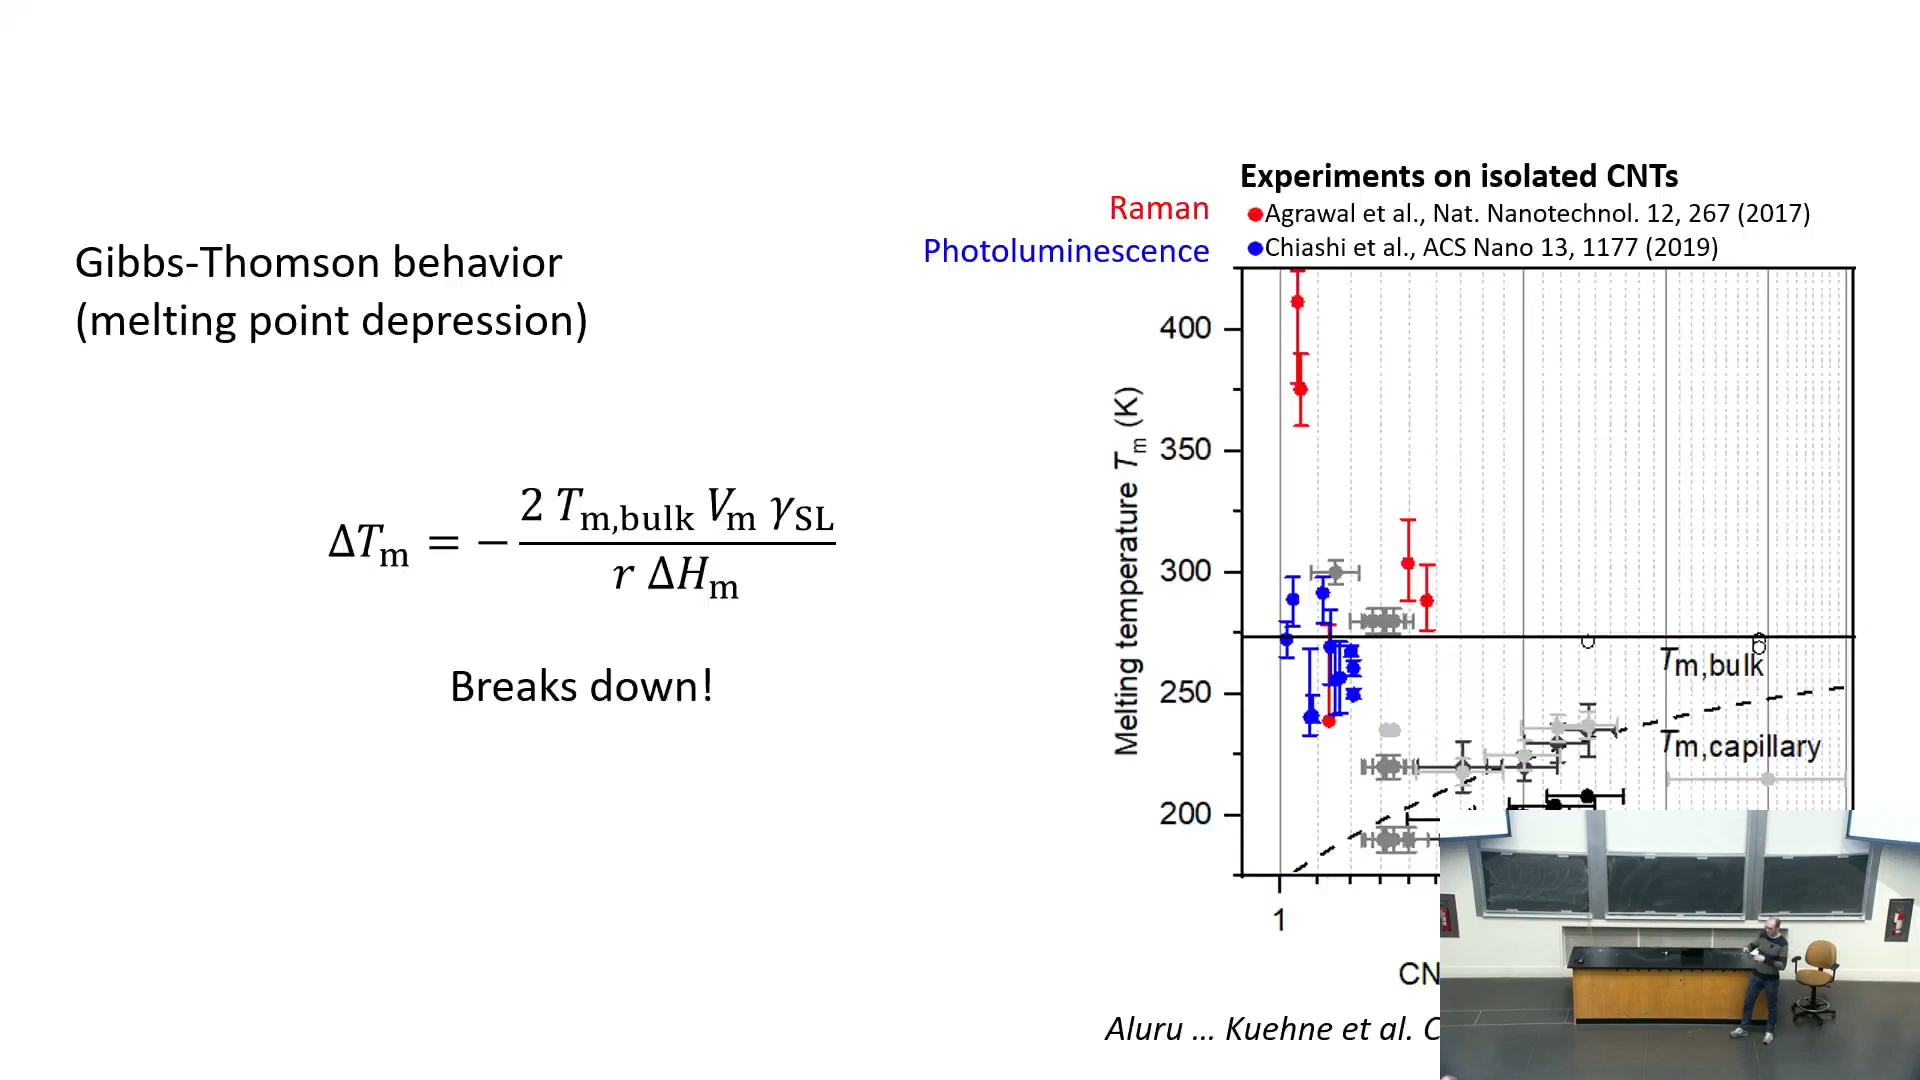 Gibbs-Thomson behavior
(melting point depression)
ΔT_m = − (2 T_m,bulk V_m γ_SL) / (r ΔH_m)
Breaks down!
Experiments on isolated CNTs
Raman
Agrawal et al., Nat. Nanotechnol. 12, 267 (2017)
Photoluminescence
Chiashi et al., ACS Nano 13, 1177 (2019)
Melting temperature T_m (K)
400
350
300
250
200
T_m,bulk
T_m,capillary
1
CN
Aluru ... Kuehne et al. C